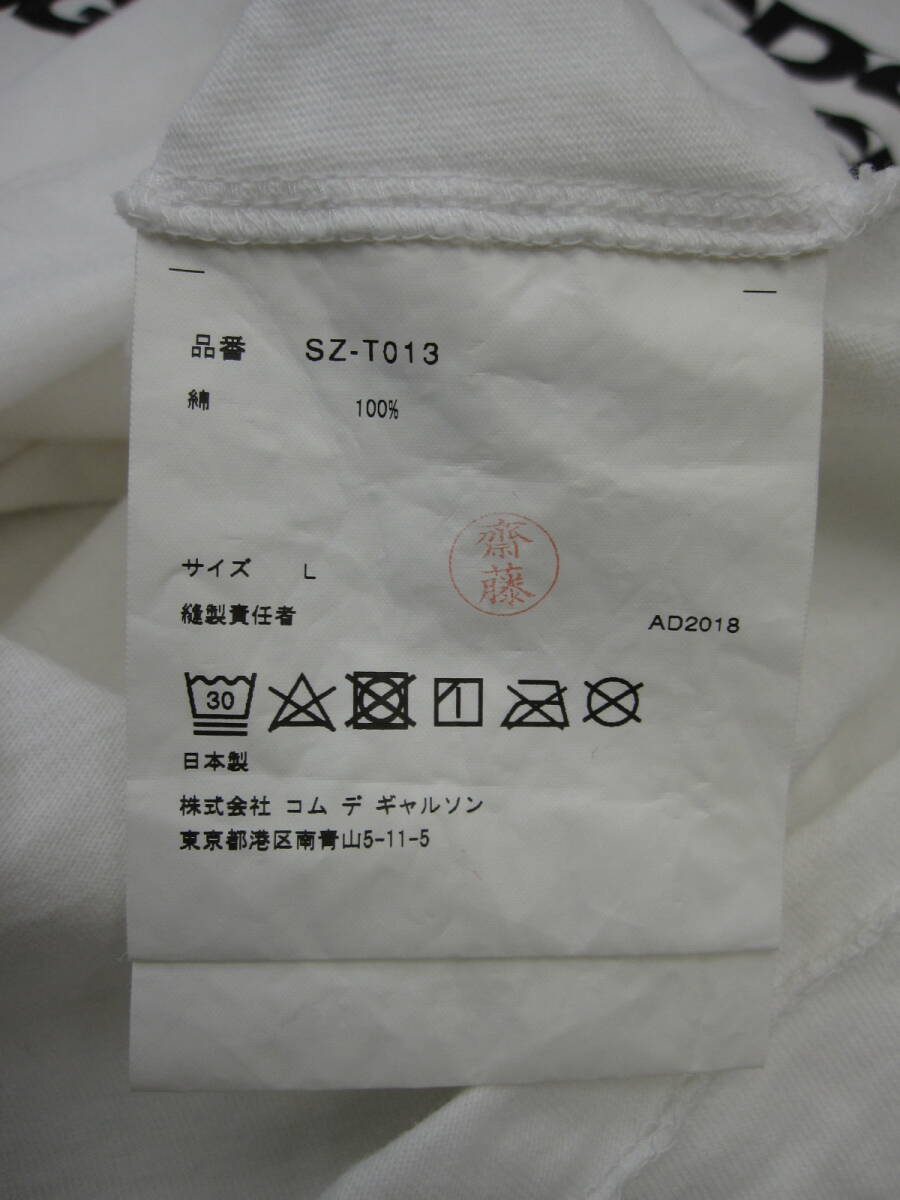 品番 SZ-T013
綿 100%
齋藤
サイズ L
縫製責任者 AD2018
30
日本製
株式会社 コム デ ギャルソン
東京都港区南青山5-11-5